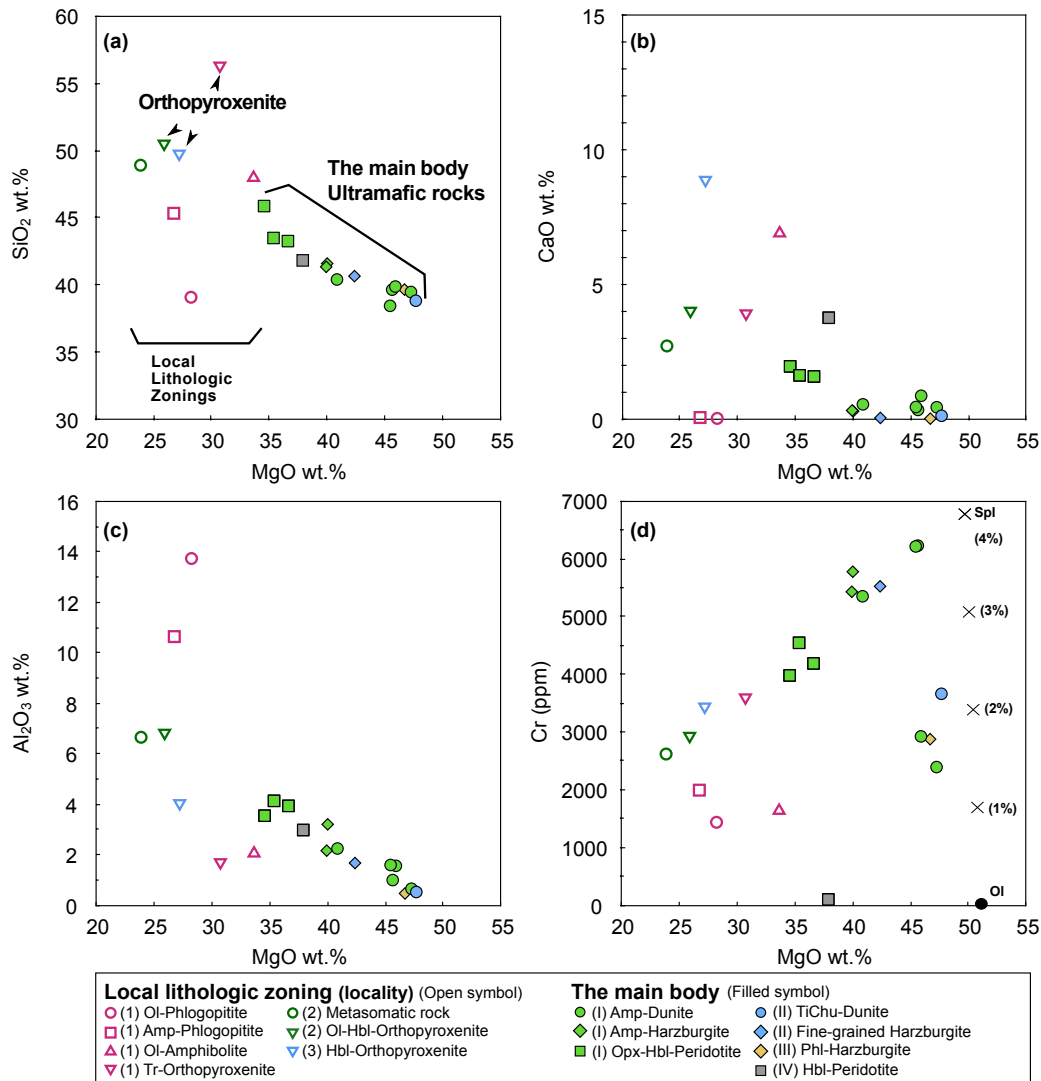 (a)
60
55
50
45
40
35
30
SiO2 wt.%
Orthopyroxenite
The main body
Ultramafic rocks
Local
Lithologic
Zonings
20 25 30 35 40 45 50 55
MgO wt.%
(b)
15
10
5
0
CaO wt.%
20 25 30 35 40 45 50 55
MgO wt.%
(c)
16
14
12
10
8
6
4
2
0
Al2O3 wt.%
20 25 30 35 40 45 50 55
MgO wt.%
(d)
7000
6000
5000
4000
3000
2000
1000
0
Cr (ppm)
Spl
(4%)
(3%)
(2%)
(1%)
Ol
20 25 30 35 40 45 50 55
MgO wt.%
Local lithologic zoning (locality) (Open symbol)
(1) Ol-Phlogopitite
(1) Amp-Phlogopitite
(1) Ol-Amphibolite
(1) Tr-Orthopyroxenite
(2) Metasomatic rock
(2) Ol-Hbl-Orthopyroxenite
(3) Hbl-Orthopyroxenite
The main body (Filled symbol)
(I) Amp-Dunite
(I) Amp-Harzburgite
(I) Opx-Hbl-Peridotite
(II) TiChu-Dunite
(II) Fine-grained Harzburgite
(III) Phl-Harzburgite
(IV) Hbl-Peridotite